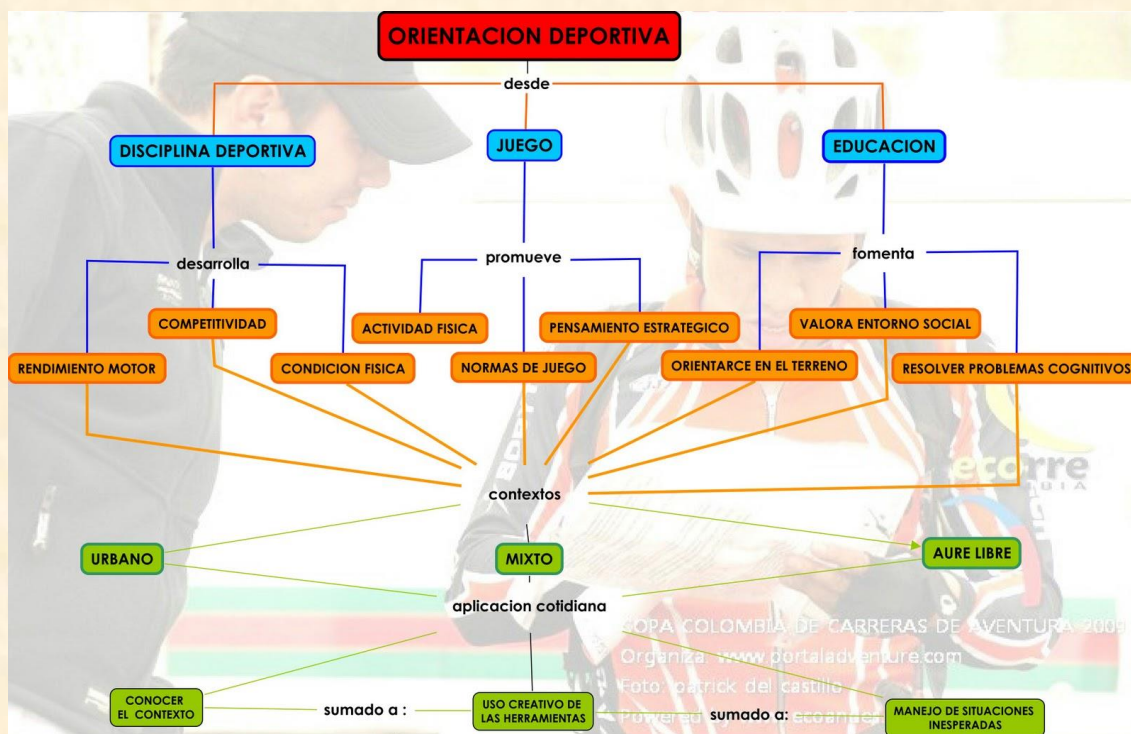 ORIENTACION DEPORTIVA
desde
DISCIPLINA DEPORTIVA
JUEGO
EDUCACION
desarrolla
promueve
fomenta
COMPETITIVIDAD
ACTIVIDAD FISICA
PENSAMIENTO ESTRATEGICO
VALORA ENTORNO SOCIAL
RENDIMIENTO MOTOR
CONDICION FISICA
NORMAS DE JUEGO
ORIENTARCE EN EL TERRENO
RESOLVER PROBLEMAS COGNITIVOS
contextos
URBANO
MIXTO
AURE LIBRE
aplicacion cotidiana
CONOCER
EL CONTEXTO
sumado a :
USO CREATIVO DE
LAS HERRAMIENTAS
sumado a:
MANEJO DE SITUACIONES
INESPERADAS
COPA COLOMBIA DE CARRERAS DE AVENTURA 2009
Organiza: www.portaladventure.com
Foto: patrick del castillo
Powered